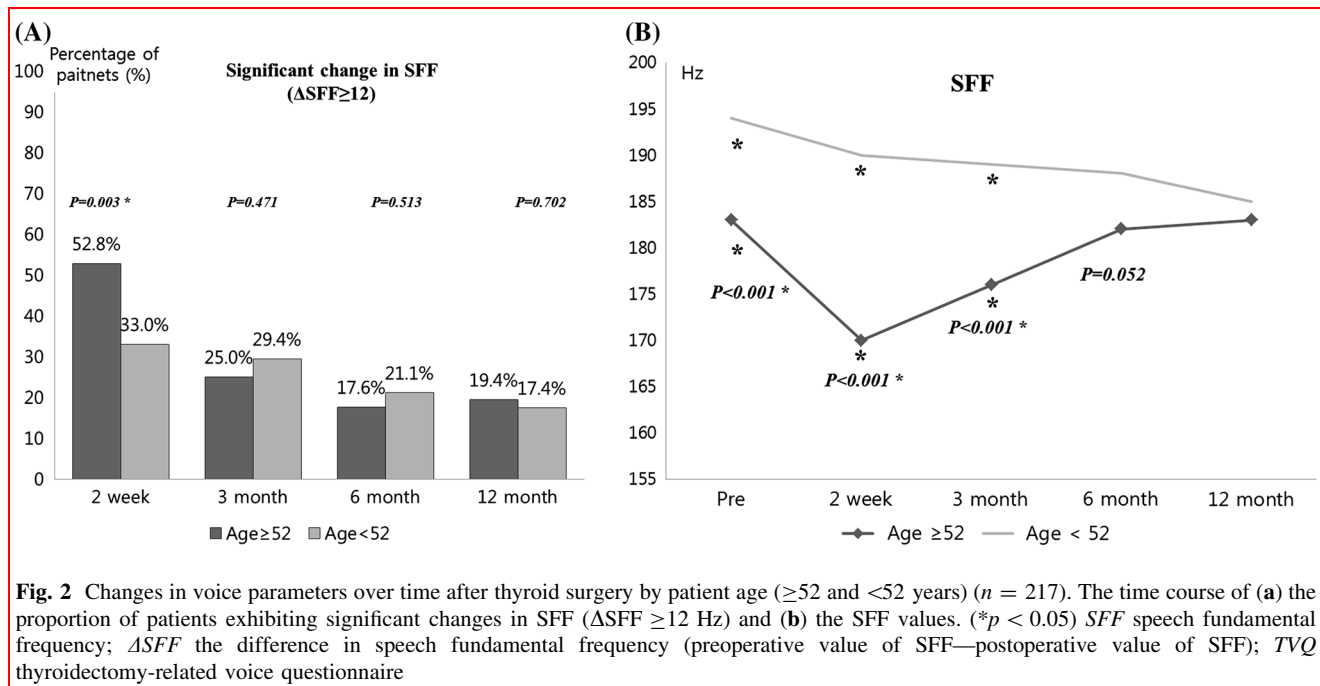 (A)
Percentage of
paitnets (%)
Significant change in SFF
(ΔSFF≥12)
100
90
80
70
60
50
40
30
20
10
0
P=0.003 *
P=0.471
P=0.513
P=0.702
52.8%
33.0%
25.0%
29.4%
17.6%
21.1%
19.4%
17.4%
2 week
3 month
6 month
12 month
Age≥52
Age<52
(B)
Hz
SFF
200
195
190
185
180
175
170
165
160
155
*
*
*
*
P<0.001 *
*
P<0.001 *
*
P<0.001 *
P=0.052
Pre
2 week
3 month
6 month
12 month
Age ≥52
Age < 52
Fig. 2 Changes in voice parameters over time after thyroid surgery by patient age (≥52 and <52 years) (n = 217). The time course of (a) the
proportion of patients exhibiting significant changes in SFF (ΔSFF ≥12 Hz) and (b) the SFF values. (*p < 0.05) SFF speech fundamental
frequency; ΔSFF the difference in speech fundamental frequency (preoperative value of SFF—postoperative value of SFF); TVQ
thyroidectomy-related voice questionnaire